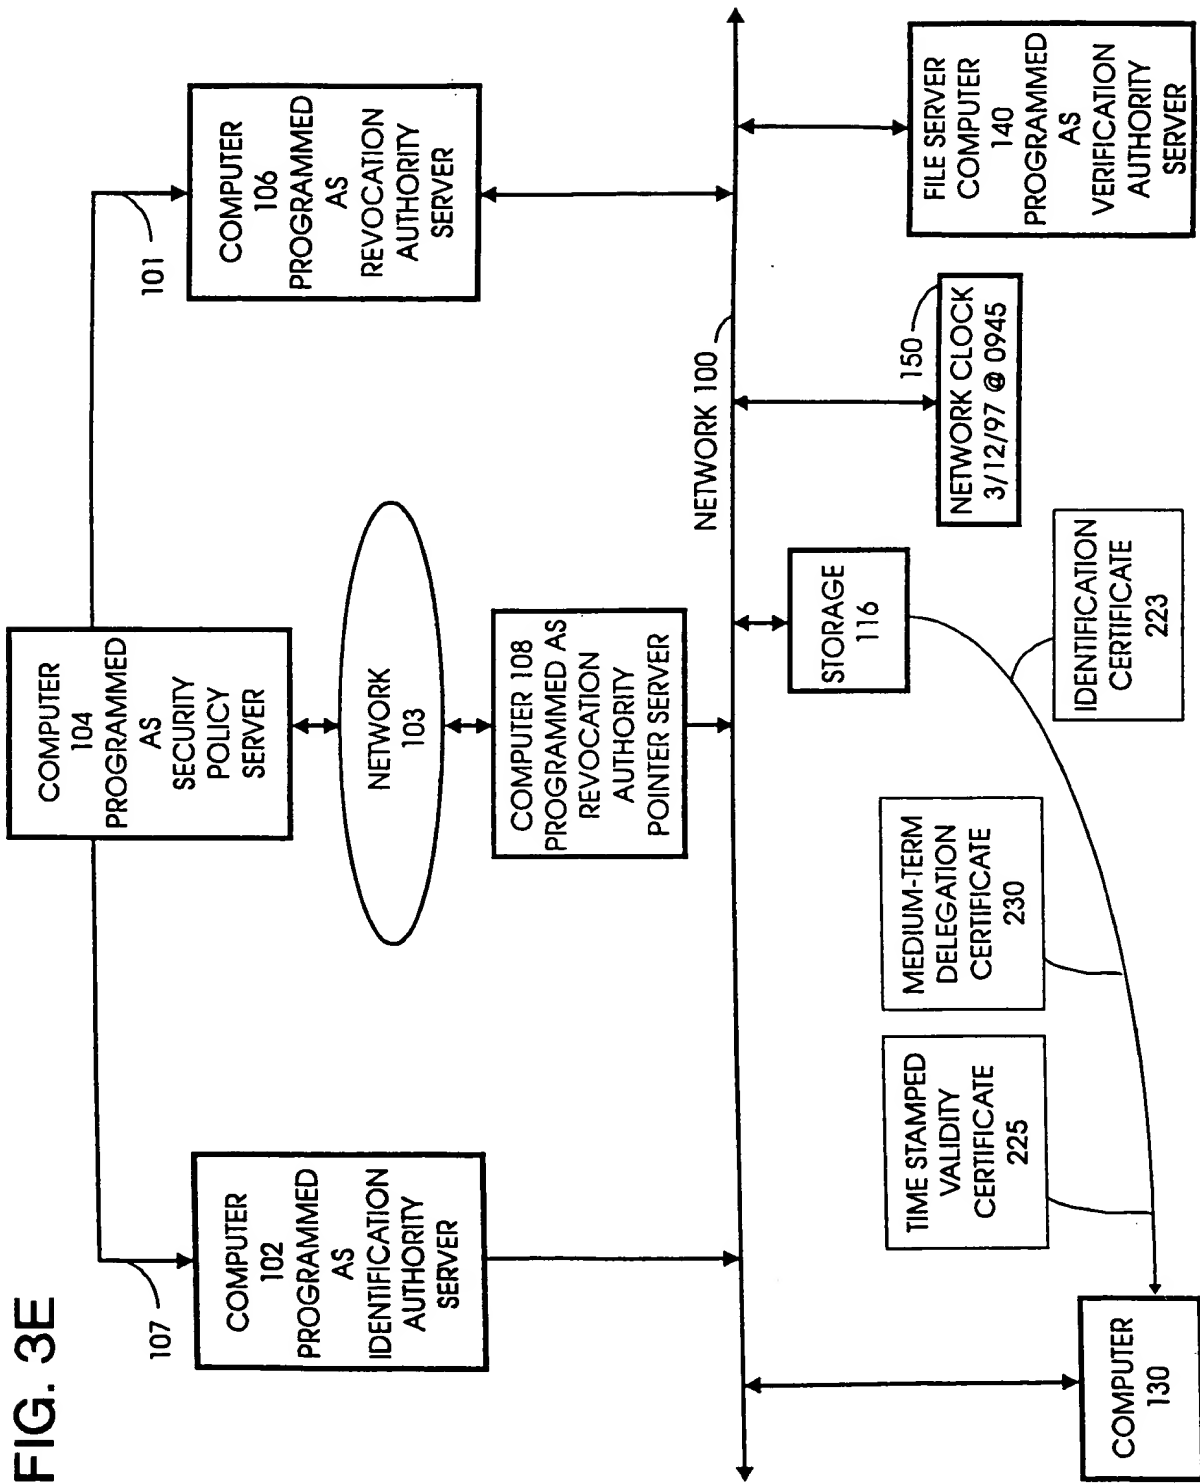 FIG. 3E
COMPUTER
104
PROGRAMMED
AS
SECURITY
POLICY
SERVER
107
101
COMPUTER
102
PROGRAMMED
AS
IDENTIFICATION
AUTHORITY
SERVER
NETWORK
103
COMPUTER
106
PROGRAMMED
AS
REVOCATION
AUTHORITY
SERVER
COMPUTER 108
PROGRAMMED AS
REVOCATION
AUTHORITY
POINTER SERVER
NETWORK 100
STORAGE
116
150
NETWORK CLOCK
3/12/97 @ 0945
FILE SERVER
COMPUTER
140
PROGRAMMED
AS
VERIFICATION
AUTHORITY
SERVER
TIME STAMPED
VALIDITY
CERTIFICATE
225
MEDIUM-TERM
DELEGATION
CERTIFICATE
230
IDENTIFICATION
CERTIFICATE
223
COMPUTER
130